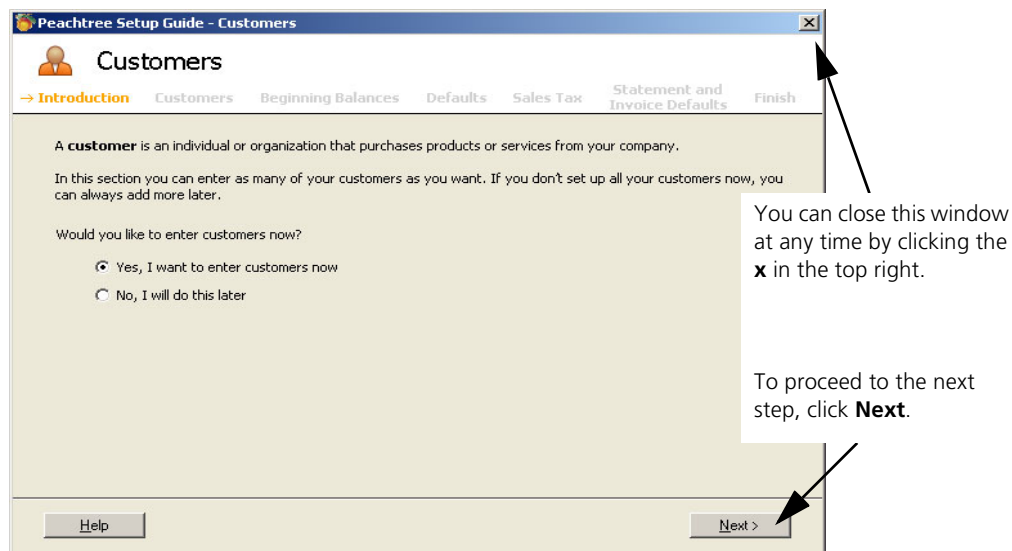 Peachtree Setup Guide - Customers
Customers
→ Introduction Customers Beginning Balances Defaults Sales Tax Statement and Invoice Defaults Finish
A customer is an individual or organization that purchases products or services from your company.
In this section you can enter as many of your customers as you want. If you don't set up all your customers now, you
can always add more later.
Would you like to enter customers now?
Yes, I want to enter customers now
No, I will do this later
You can close this window
at any time by clicking the
x in the top right.
To proceed to the next
step, click Next.
Help
Next >